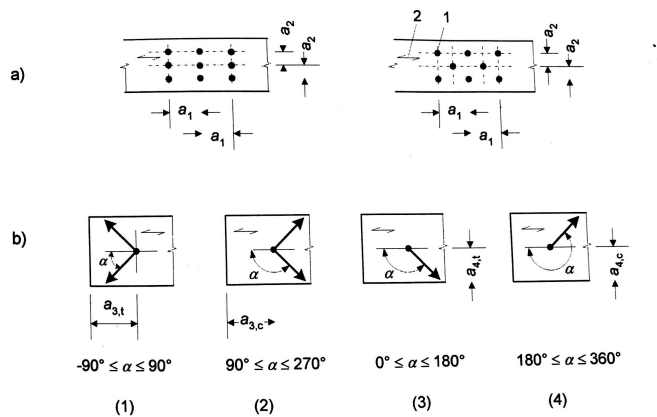 a)
2 1
a2 a2 a2 a2
a1 a1
a1 a1
b)
α α α α
a3,t a3,c a4,t a4,c
-90° ≤ α ≤ 90° 90° ≤ α ≤ 270° 0° ≤ α ≤ 180° 180° ≤ α ≤ 360°
(1) (2) (3) (4)